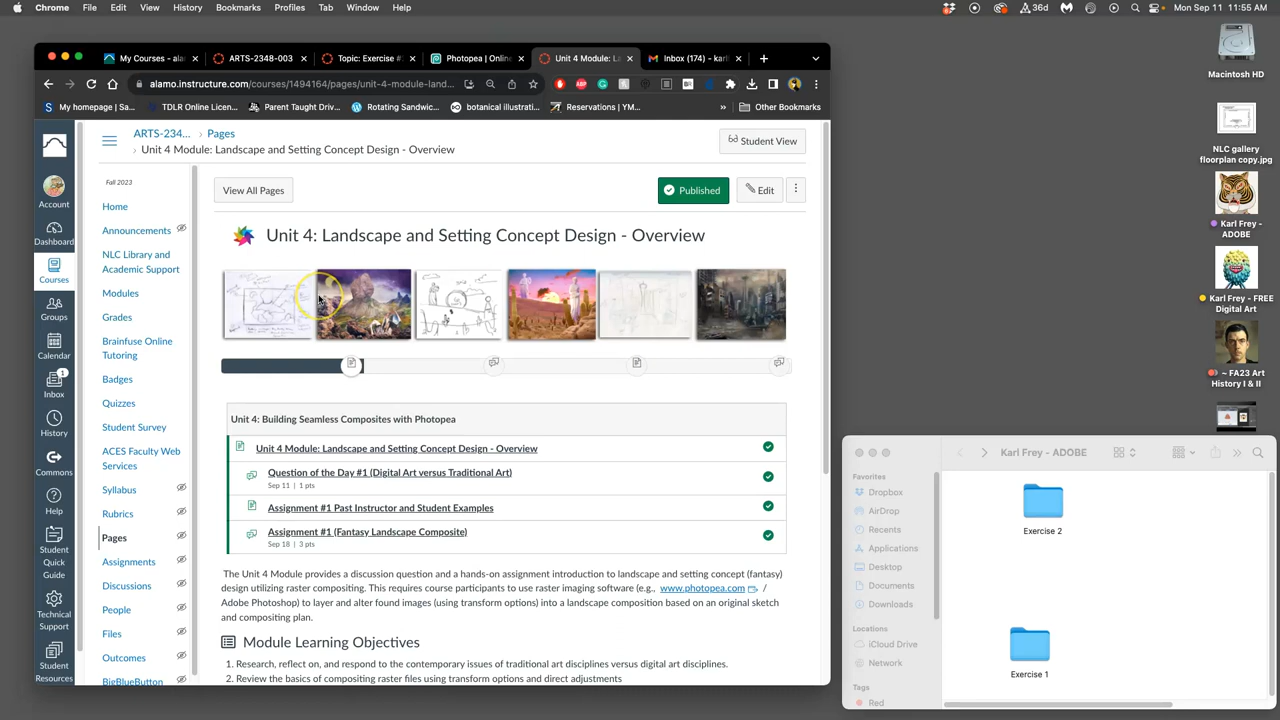 Chrome File Edit View History Bookmarks Profiles Tab Window Help
36d
Mon Sep 11 11:55 AM
My Courses - ala
ARTS-2348-003
Topic: Exercise #
Photopea | Onlin
Unit 4 Module: L
Inbox (174) - karl
alamo.instructure.com/courses/1494164/pages/unit-4-module-land...
My homepage | Sa...
TDLR Online Licen...
Parent Taught Driv...
Rotating Sandwic...
botanical illustrati...
Reservations | YM...
» Other Bookmarks
ARTS-234... › Pages
› Unit 4 Module: Landscape and Setting Concept Design - Overview
Student View
Account
Dashboard
Courses
Groups
Calendar
1
Inbox
History
Commons
Help
Student
Quick
Guide
Technical
Support
Student
Resources
Fall 2023
Home
Announcements
NLC Library and
Academic Support
Modules
Grades
Brainfuse Online
Tutoring
Badges
Quizzes
Student Survey
ACES Faculty Web
Services
Syllabus
Rubrics
Pages
Assignments
Discussions
People
Files
Outcomes
BigBlueButton
View All Pages
Published
Edit
Unit 4: Landscape and Setting Concept Design - Overview
Unit 4: Building Seamless Composites with Photopea
Unit 4 Module: Landscape and Setting Concept Design - Overview
Question of the Day #1 (Digital Art versus Traditional Art)
Sep 11 | 1 pts
Assignment #1 Past Instructor and Student Examples
Assignment #1 (Fantasy Landscape Composite)
Sep 18 | 3 pts
The Unit 4 Module provides a discussion question and a hands-on assignment introduction to landscape and setting concept (fantasy)
design utilizing raster compositing. This requires course participants to use raster imaging software (e.g., www.photopea.com /
Adobe Photoshop) to layer and alter found images (using transform options) into a landscape composition based on an original sketch
and compositing plan.
Module Learning Objectives
1. Research, reflect on, and respond to the contemporary issues of traditional art disciplines versus digital art disciplines.
2. Review the basics of compositing raster files using transform options and direct adjustments
Macintosh HD
NLC gallery
floorplan copy.jpg
Karl Frey -
ADOBE
Karl Frey - FREE
Digital Art
~ FA23 Art
History I & II
Karl Frey - ADOBE
Favorites
Dropbox
AirDrop
Recents
Applications
Desktop
Documents
Downloads
Locations
iCloud Drive
Network
Tags
Red
Exercise 2
Exercise 1